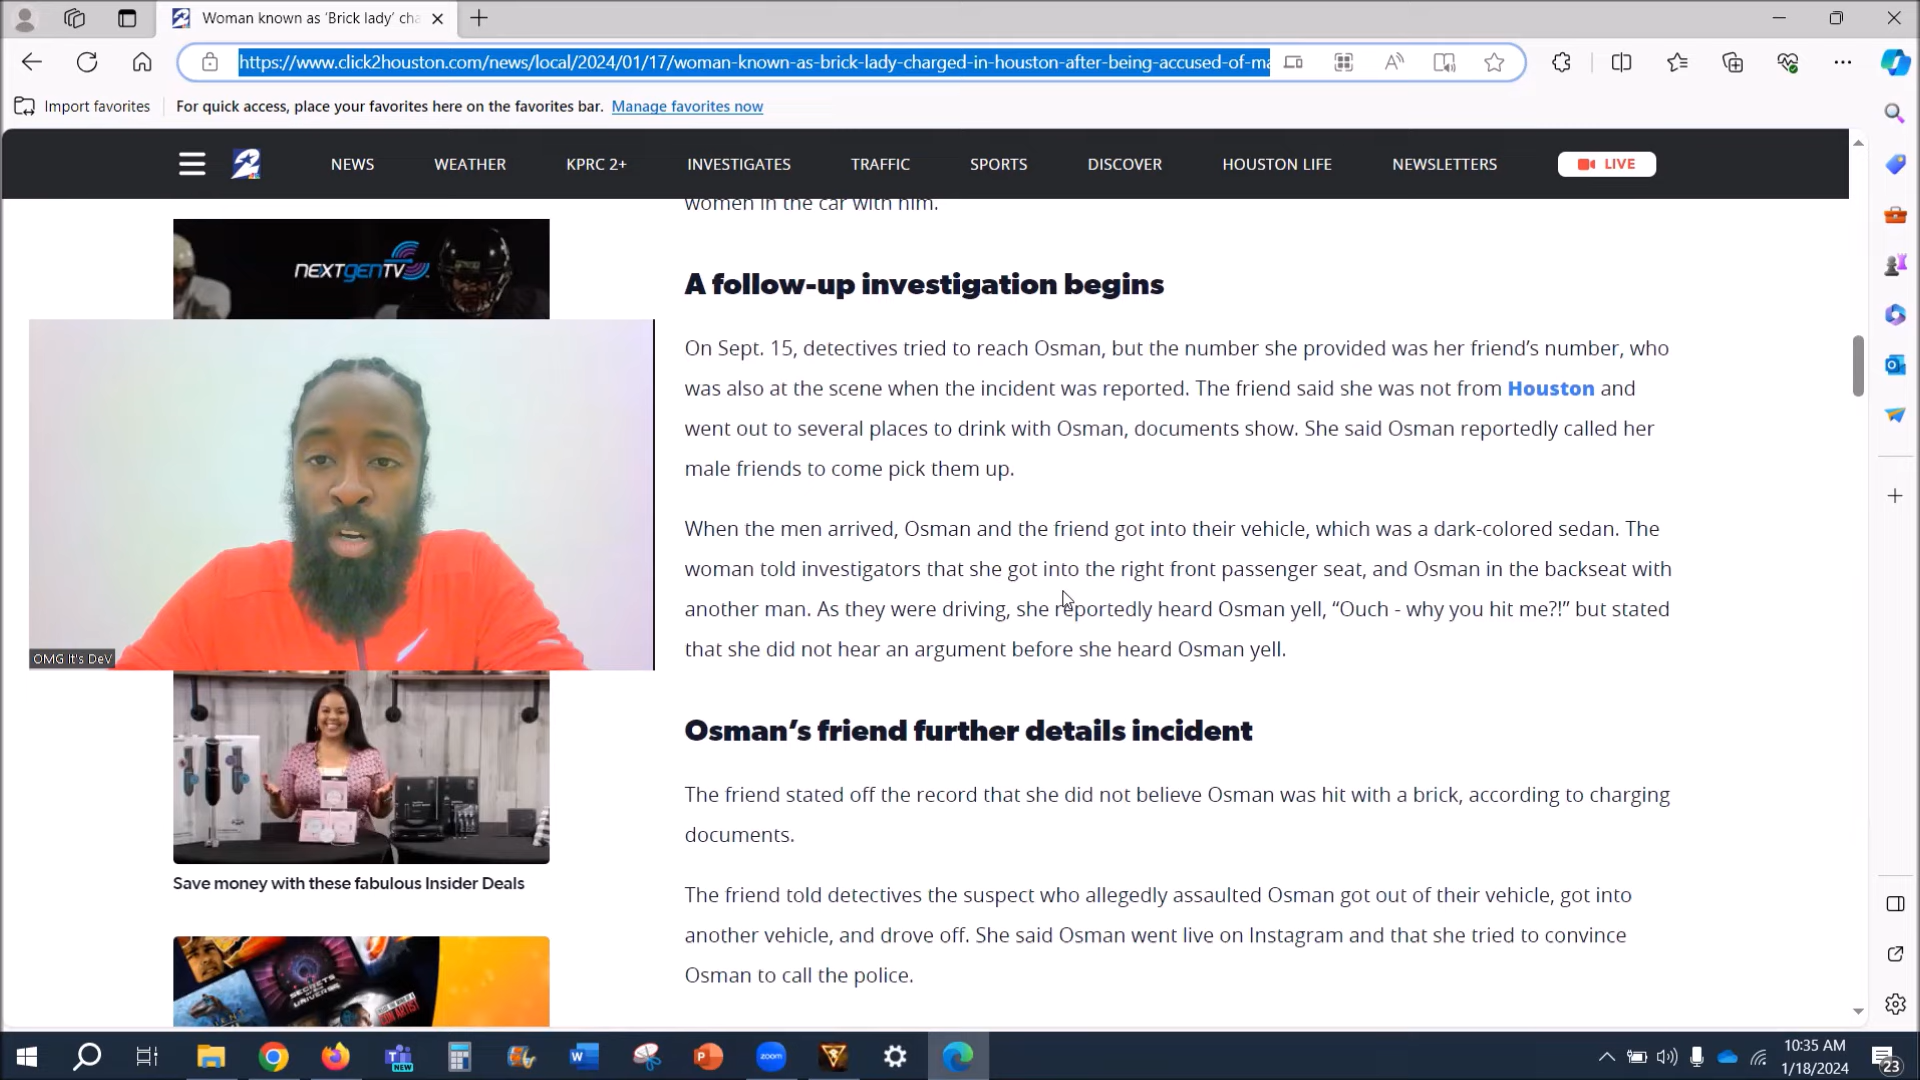 Woman known as ‘Brick lady’ cha
https://www.click2houston.com/news/local/2024/01/17/woman-known-as-brick-lady-charged-in-houston-after-being-accused-of-ma
Import favorites
For quick access, place your favorites here on the favorites bar. Manage favorites now
NEWS WEATHER KPRC 2+ INVESTIGATES TRAFFIC SPORTS DISCOVER HOUSTON LIFE NEWSLETTERS LIVE
women in the car with him.
NEXTGENTV
A follow-up investigation begins
On Sept. 15, detectives tried to reach Osman, but the number she provided was her friend’s number, who
was also at the scene when the incident was reported. The friend said she was not from Houston and
went out to several places to drink with Osman, documents show. She said Osman reportedly called her
male friends to come pick them up.
When the men arrived, Osman and the friend got into their vehicle, which was a dark-colored sedan. The
woman told investigators that she got into the right front passenger seat, and Osman in the backseat with
another man. As they were driving, she reportedly heard Osman yell, “Ouch - why you hit me?!” but stated
that she did not hear an argument before she heard Osman yell.
OMG It's DeV
Osman’s friend further details incident
The friend stated off the record that she did not believe Osman was hit with a brick, according to charging
documents.
Save money with these fabulous Insider Deals
The friend told detectives the suspect who allegedly assaulted Osman got out of their vehicle, got into
another vehicle, and drove off. She said Osman went live on Instagram and that she tried to convince
Osman to call the police.
SECRETS
UNIVERSE
NEW
zoom
10:35 AM
1/18/2024
23